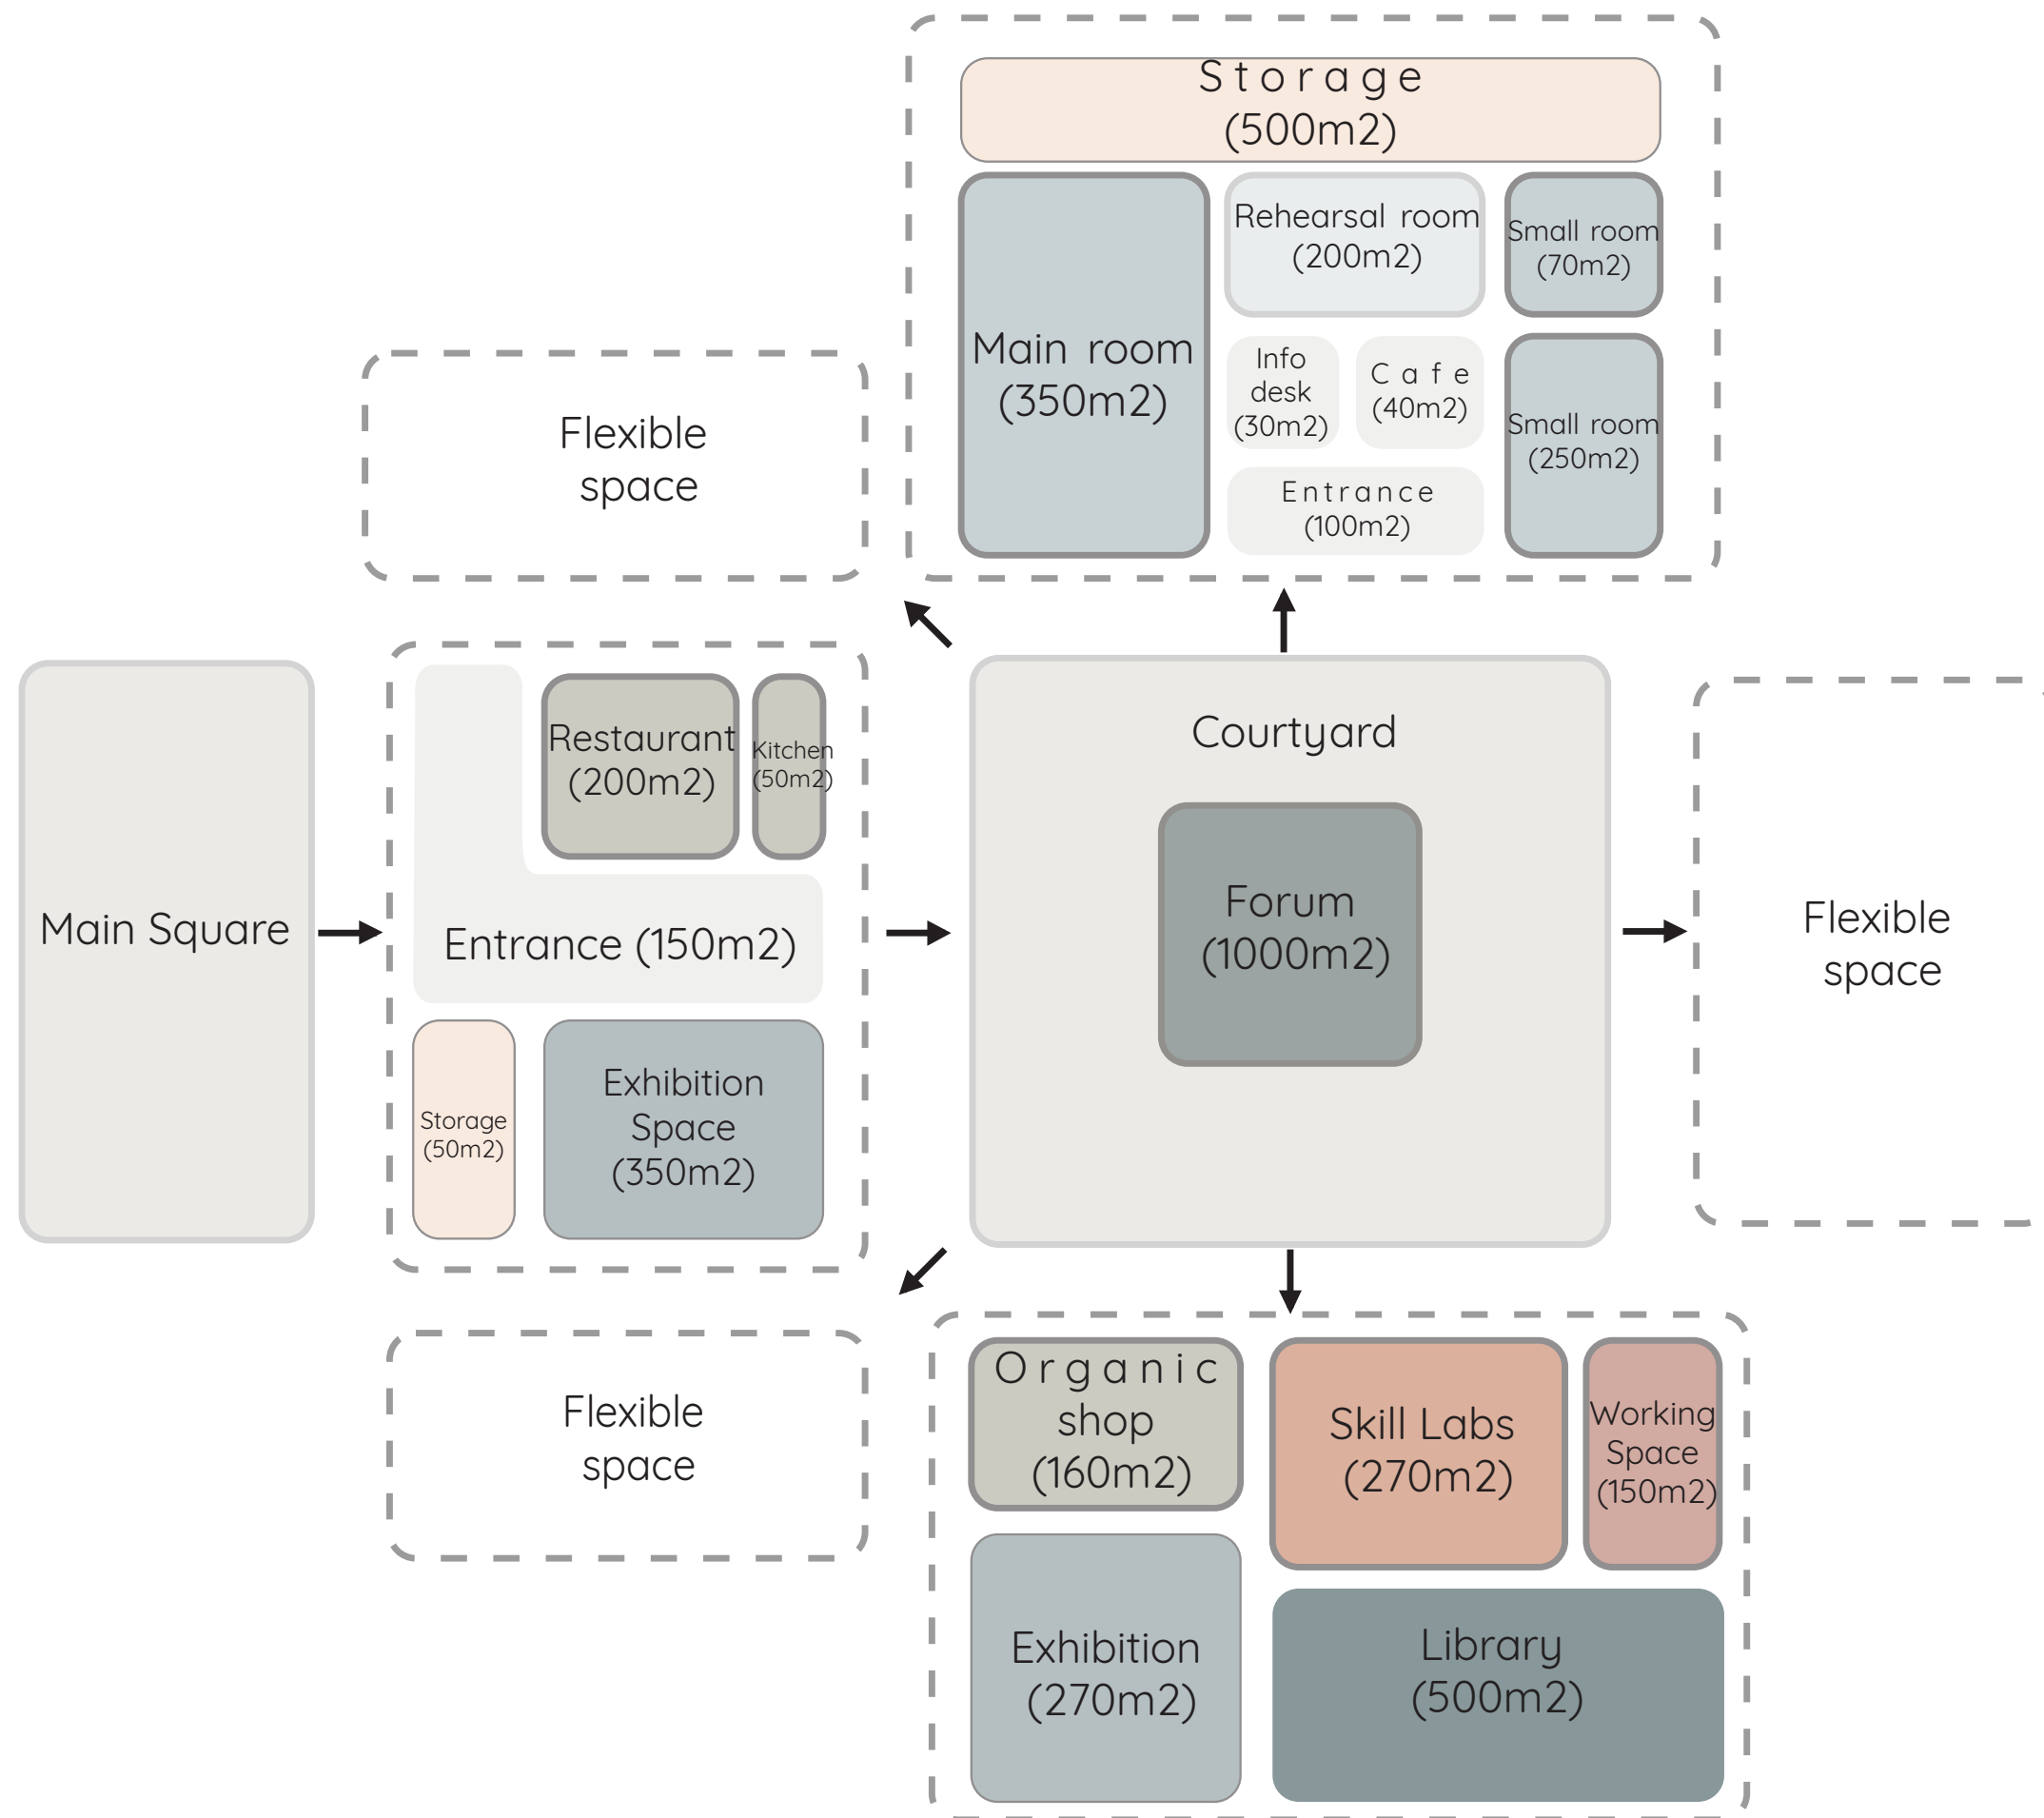 Storage
(500m2)
Main room
(350m2)
Rehearsal room
(200m2)
Small room
(70m2)
Info
desk
(30m2)
Cafe
(40m2)
Small room
(250m2)
Entrance
(100m2)
Flexible
space
Main Square
Restaurant
(200m2)
Kitchen
(50m2)
Entrance (150m2)
Storage
(50m2)
Exhibition
Space
(350m2)
Courtyard
Forum
(1000m2)
Flexible
space
Flexible
space
Organic
shop
(160m2)
Skill Labs
(270m2)
Working
Space
(150m2)
Exhibition
(270m2)
Library
(500m2)